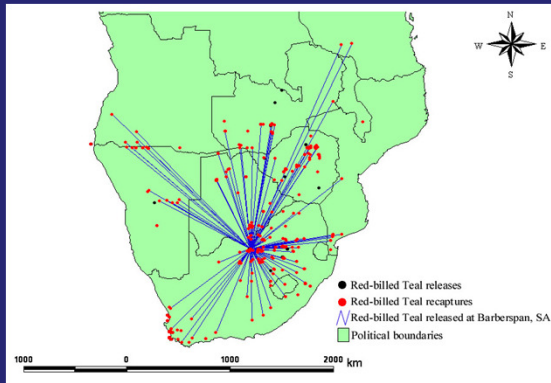 N
W E
S
Red-billed Teal releases
Red-billed Teal recaptures
Red-billed Teal released at Barberspan, SA
Political boundaries
1000 0 1000 2000 km